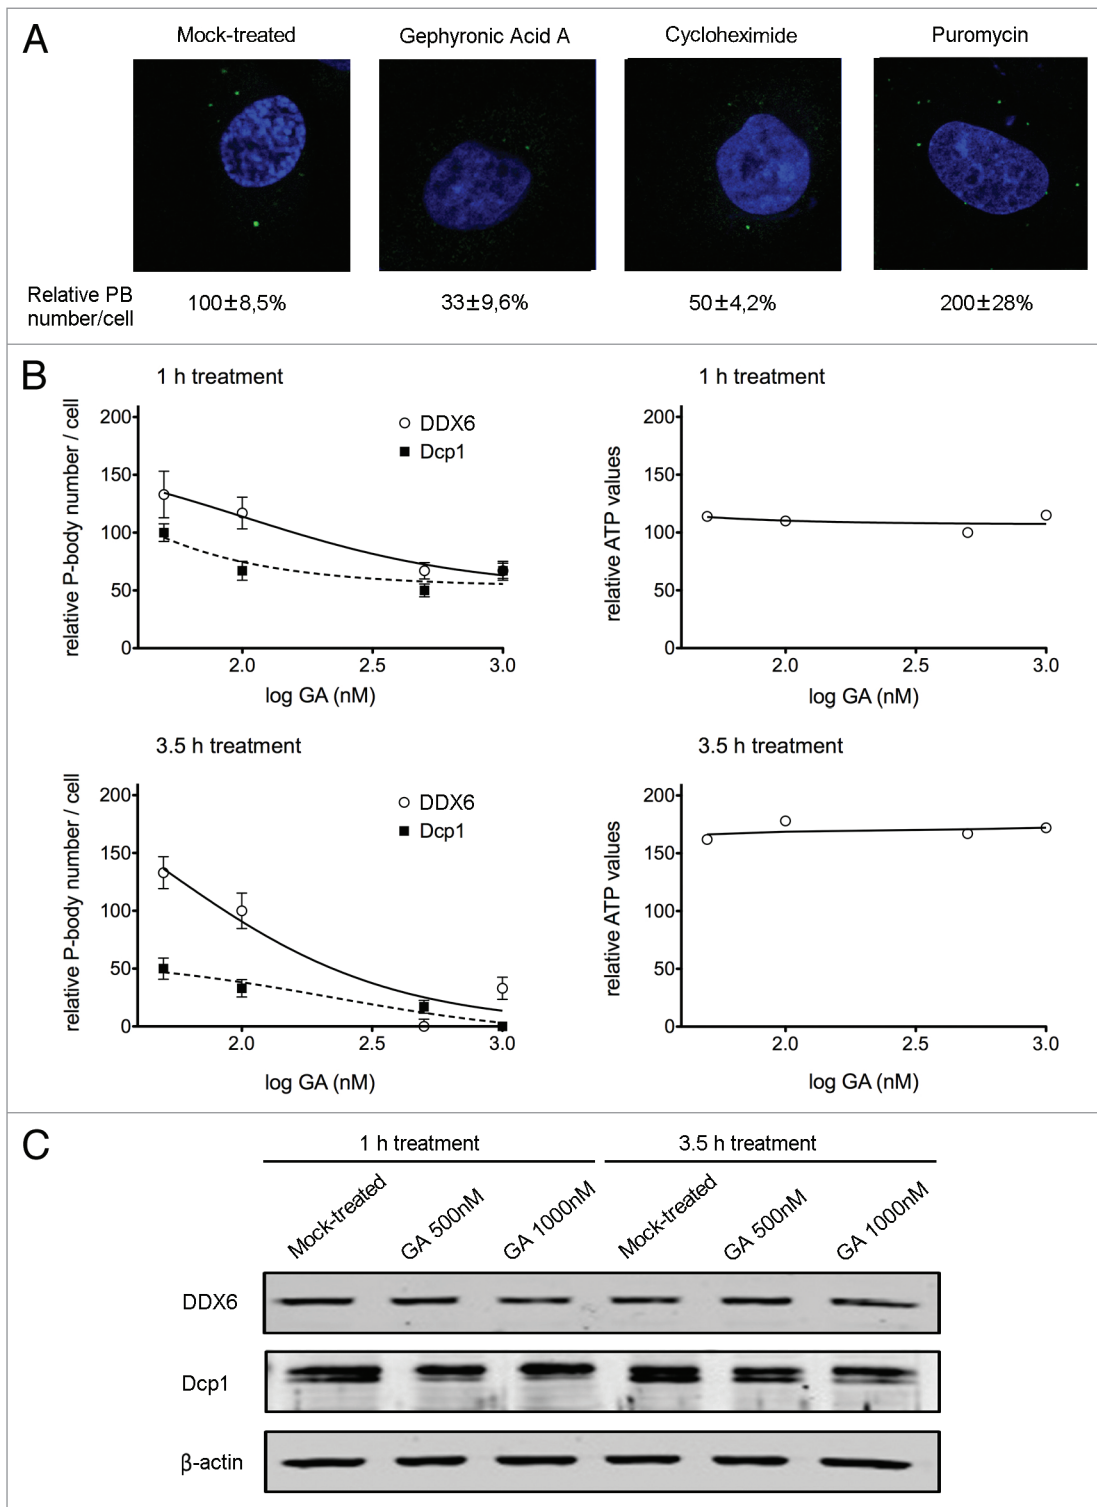 A
Mock-treated
Gephyronic Acid A
Cycloheximide
Puromycin
Relative PB
number/cell
100±8,5%
33±9,6%
50±4,2%
200±28%
B
1 h treatment
relative P-body number / cell
200
150
100
50
0
2.0
2.5
3.0
log GA (nM)
DDX6
Dcp1
1 h treatment
relative ATP values
200
150
100
50
0
2.0
2.5
3.0
log GA (nM)
3.5 h treatment
relative P-body number / cell
200
150
100
50
0
2.0
2.5
3.0
log GA (nM)
DDX6
Dcp1
3.5 h treatment
relative ATP values
200
150
100
50
0
2.0
2.5
3.0
log GA (nM)
C
1 h treatment
3.5 h treatment
Mock-treated
GA 500nM
GA 1000nM
Mock-treated
GA 500nM
GA 1000nM
DDX6
Dcp1
β-actin